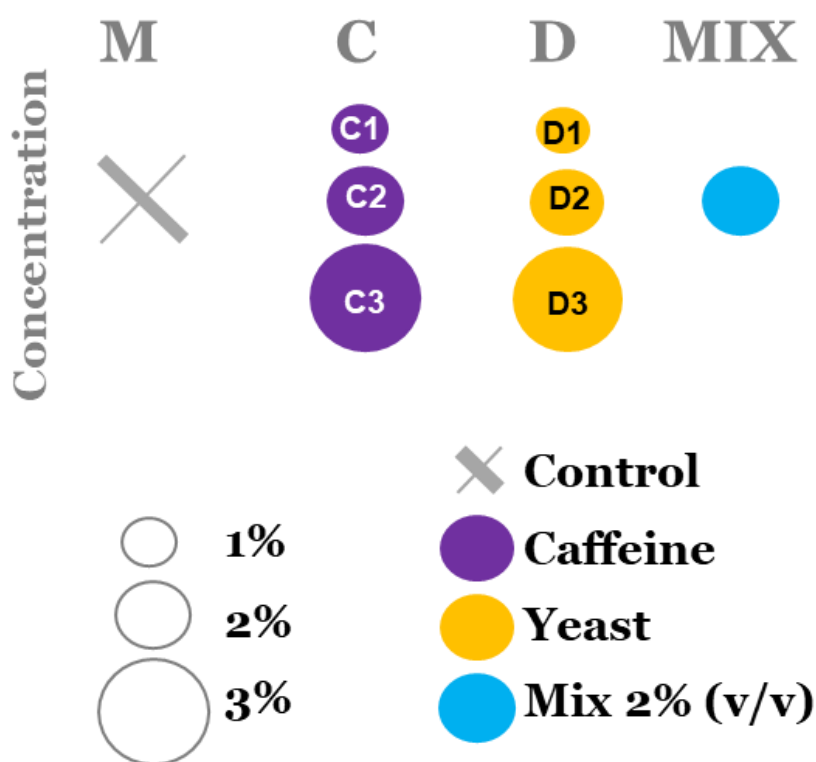 M C D MIX
Concentration
C1 D1
C2 D2
C3 D3
Control
1% Caffeine
2% Yeast
3% Mix 2% (v/v)